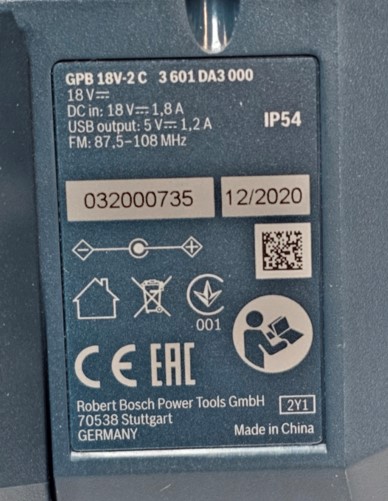 GPB 18V-2 C 3 601 DA3 000
18 V⎓
DC in: 18 V⎓ 1,8 A
USB output: 5 V⎓ 1,2 A
FM: 87,5–108 MHz
IP54
032000735
12/2020
001
CE EAC
Robert Bosch Power Tools GmbH
70538 Stuttgart
GERMANY
2Y1
Made in China